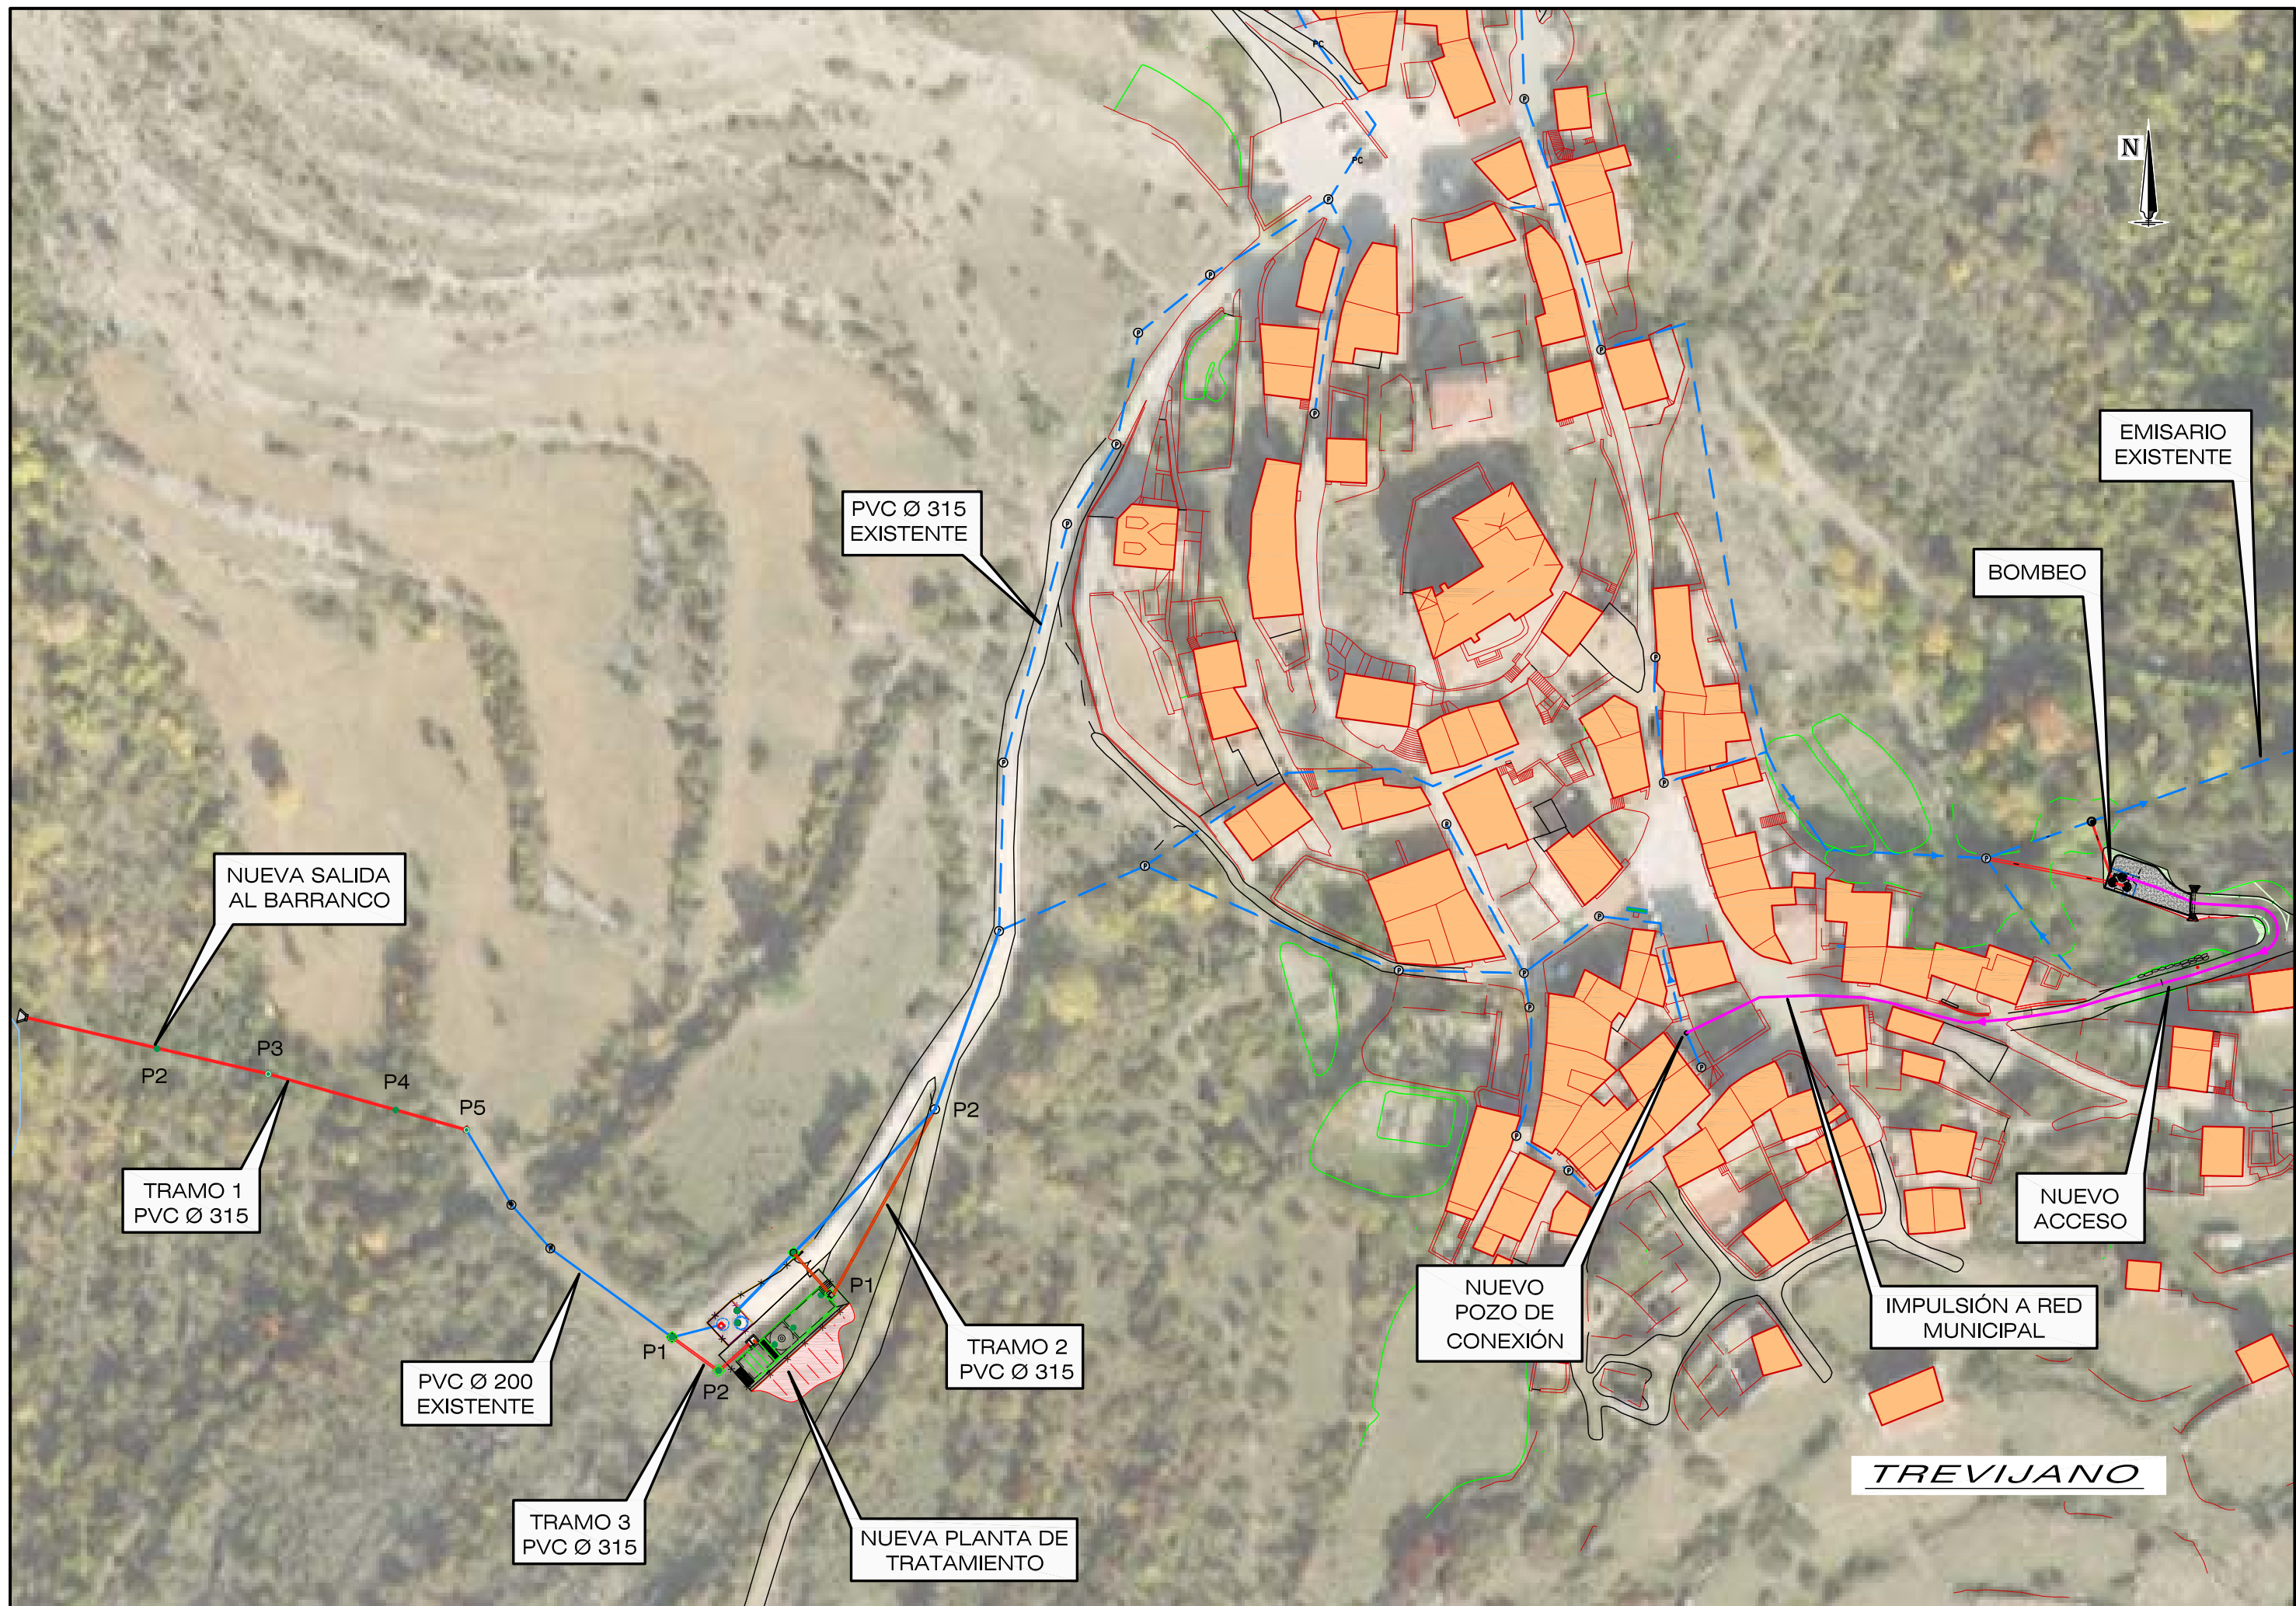 PC
PC
N
EMISARIO
EXISTENTE
PVC Ø 315
EXISTENTE
BOMBEO
NUEVA SALIDA
AL BARRANCO
P2
P3
P4
P5
P2
TRAMO 1
PVC Ø 315
NUEVO
ACCESO
P1
NUEVO
POZO DE
CONEXIÓN
IMPULSIÓN A RED
MUNICIPAL
P1
P2
TRAMO 2
PVC Ø 315
PVC Ø 200
EXISTENTE
TREVIJANO
TRAMO 3
PVC Ø 315
NUEVA PLANTA DE
TRATAMIENTO